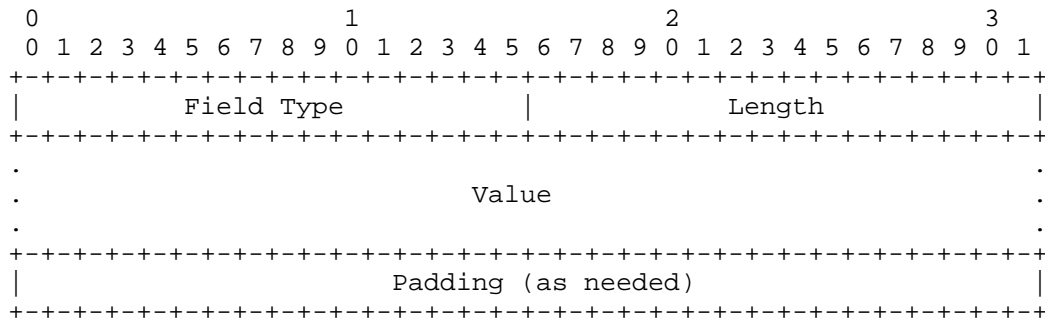 0                   1                   2                   3
 0 1 2 3 4 5 6 7 8 9 0 1 2 3 4 5 6 7 8 9 0 1 2 3 4 5 6 7 8 9 0 1
+-+-+-+-+-+-+-+-+-+-+-+-+-+-+-+-+-+-+-+-+-+-+-+-+-+-+-+-+-+-+-+-+
|          Field Type           |            Length             |
+-+-+-+-+-+-+-+-+-+-+-+-+-+-+-+-+-+-+-+-+-+-+-+-+-+-+-+-+-+-+-+-+
.                                                               .
.                            Value                              .
.                                                               .
+-+-+-+-+-+-+-+-+-+-+-+-+-+-+-+-+-+-+-+-+-+-+-+-+-+-+-+-+-+-+-+-+
|                       Padding (as needed)                     |
+-+-+-+-+-+-+-+-+-+-+-+-+-+-+-+-+-+-+-+-+-+-+-+-+-+-+-+-+-+-+-+-+